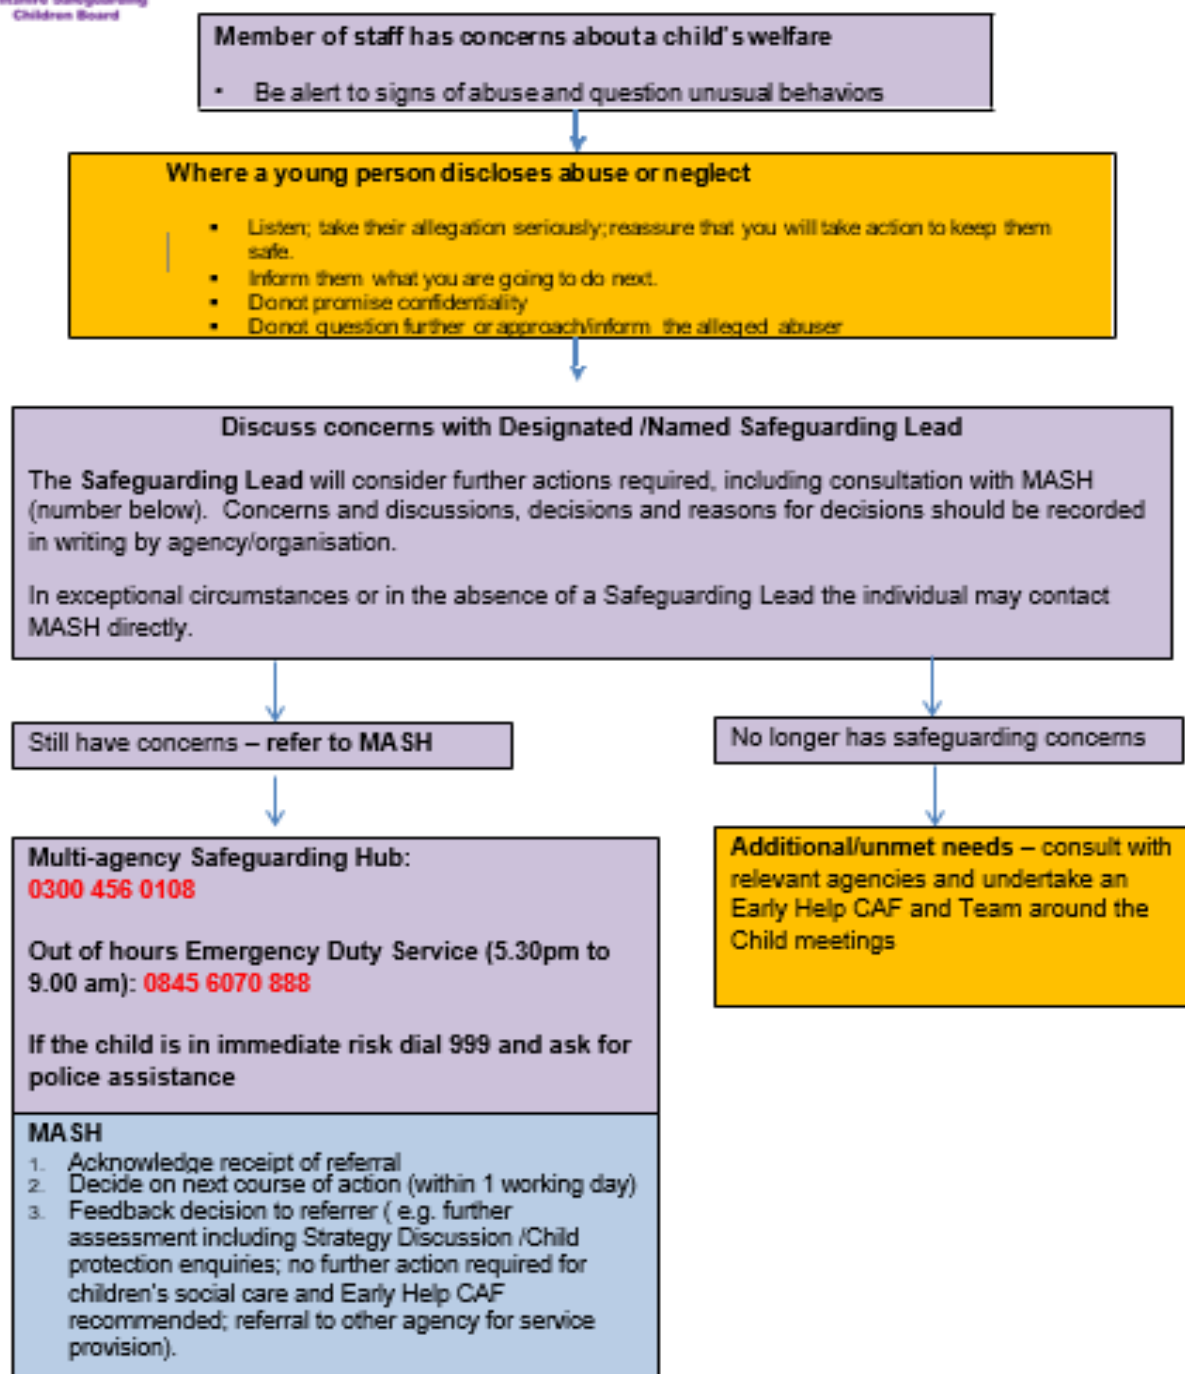 Safeguarding
Children Board
Member of staff has concerns about a child's welfare
• Be alert to signs of abuse and question unusual behaviors
Where a young person discloses abuse or neglect
▪ Listen; take their allegation seriously; reassure that you will take action to keep them
safe.
▪ Inform them what you are going to do next.
▪ Do not promise confidentiality
▪ Do not question further or approach/inform the alleged abuser
Discuss concerns with Designated /Named Safeguarding Lead
The Safeguarding Lead will consider further actions required, including consultation with MASH
(number below). Concerns and discussions, decisions and reasons for decisions should be recorded
in writing by agency/organisation.
In exceptional circumstances or in the absence of a Safeguarding Lead the individual may contact
MASH directly.
Still have concerns – refer to MASH
No longer has safeguarding concerns
Multi-agency Safeguarding Hub:
0300 456 0108
Out of hours Emergency Duty Service (5.30pm to
9.00 am): 0845 6070 888
If the child is in immediate risk dial 999 and ask for
police assistance
Additional/unmet needs – consult with
relevant agencies and undertake an
Early Help CAF and Team around the
Child meetings
MASH
1. Acknowledge receipt of referral
2. Decide on next course of action (within 1 working day)
3. Feedback decision to referrer ( e.g. further
assessment including Strategy Discussion /Child
protection enquiries; no further action required for
children's social care and Early Help CAF
recommended; referral to other agency for service
provision).